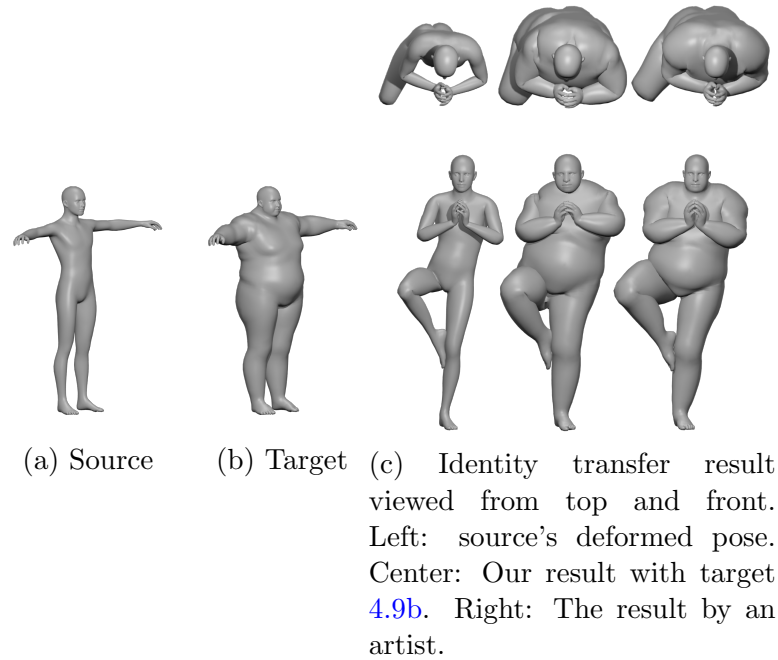 (a) Source
(b) Target
(c) Identity transfer result
viewed from top and front.
Left: source's deformed pose.
Center: Our result with target
4.9b. Right: The result by an
artist.